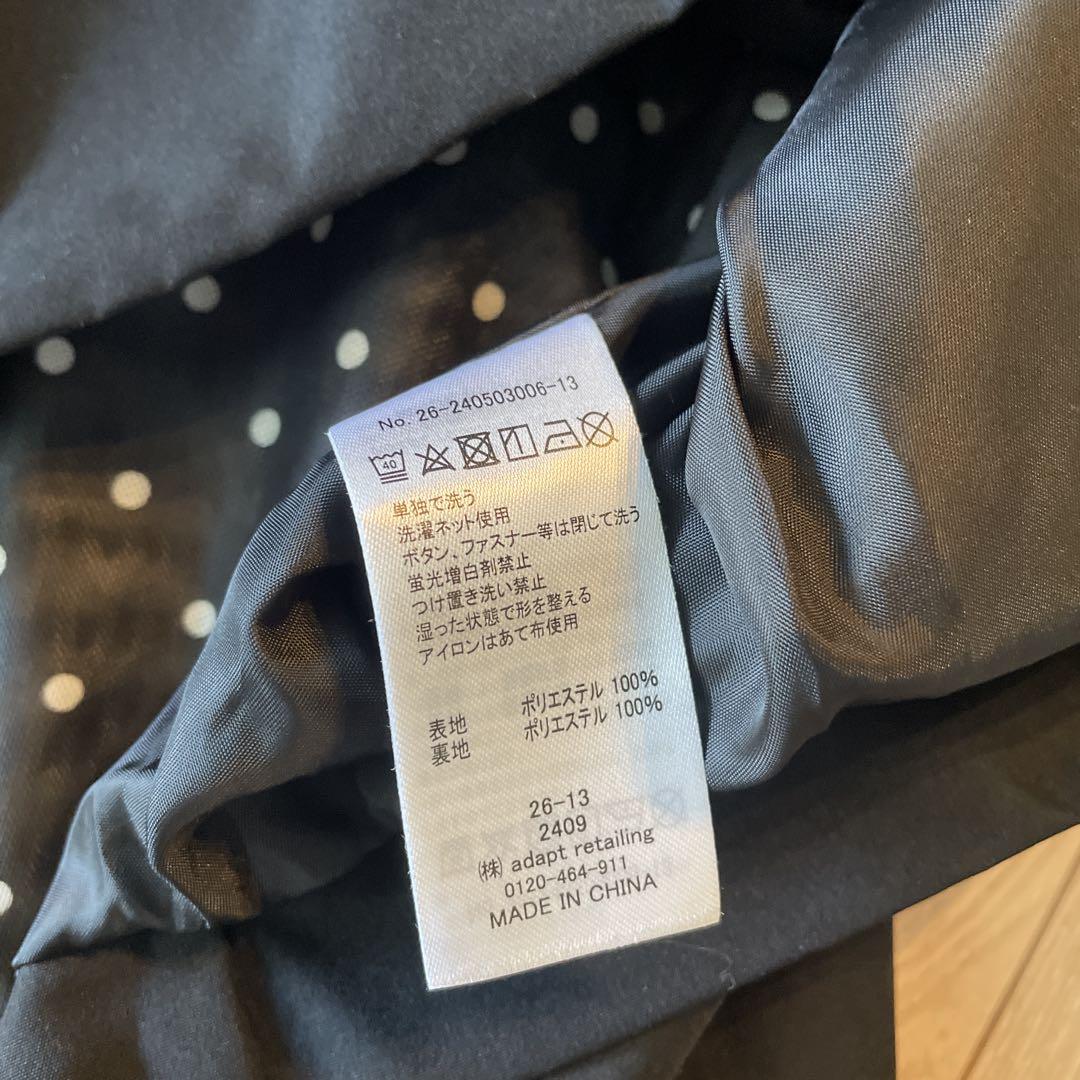 No. 26-240503006-13
40
単独で洗う
洗濯ネット使用
ボタン、ファスナー等は閉じて洗う
蛍光増白剤禁止
つけ置き洗い禁止
湿った状態で形を整える
アイロンはあて布使用
表地 ポリエステル 100%
裏地 ポリエステル 100%
26-13
2409
(株) adapt retailing
0120-464-911
MADE IN CHINA